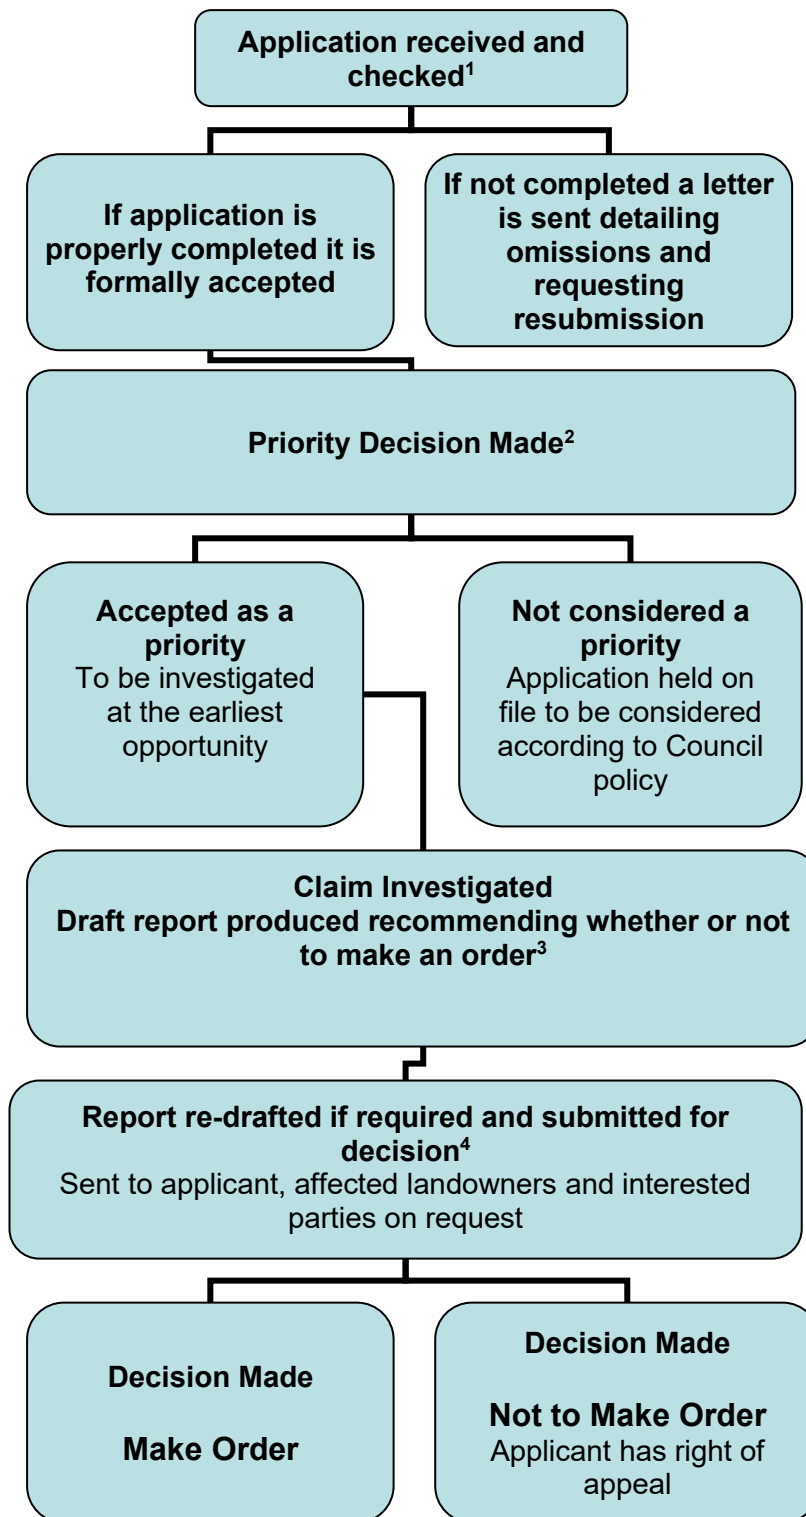 Application received and
checked¹
If application is
properly completed it is
formally accepted
If not completed a letter
is sent detailing
omissions and
requesting
resubmission
Priority Decision Made²
Accepted as a
priority
To be investigated
at the earliest
opportunity
Not considered a
priority
Application held on
file to be considered
according to Council
policy
Claim Investigated
Draft report produced recommending whether or not
to make an order³
Report re-drafted if required and submitted for
decision⁴
Sent to applicant, affected landowners and interested
parties on request
Decision Made
Make Order
Decision Made
Not to Make Order
Applicant has right of
appeal